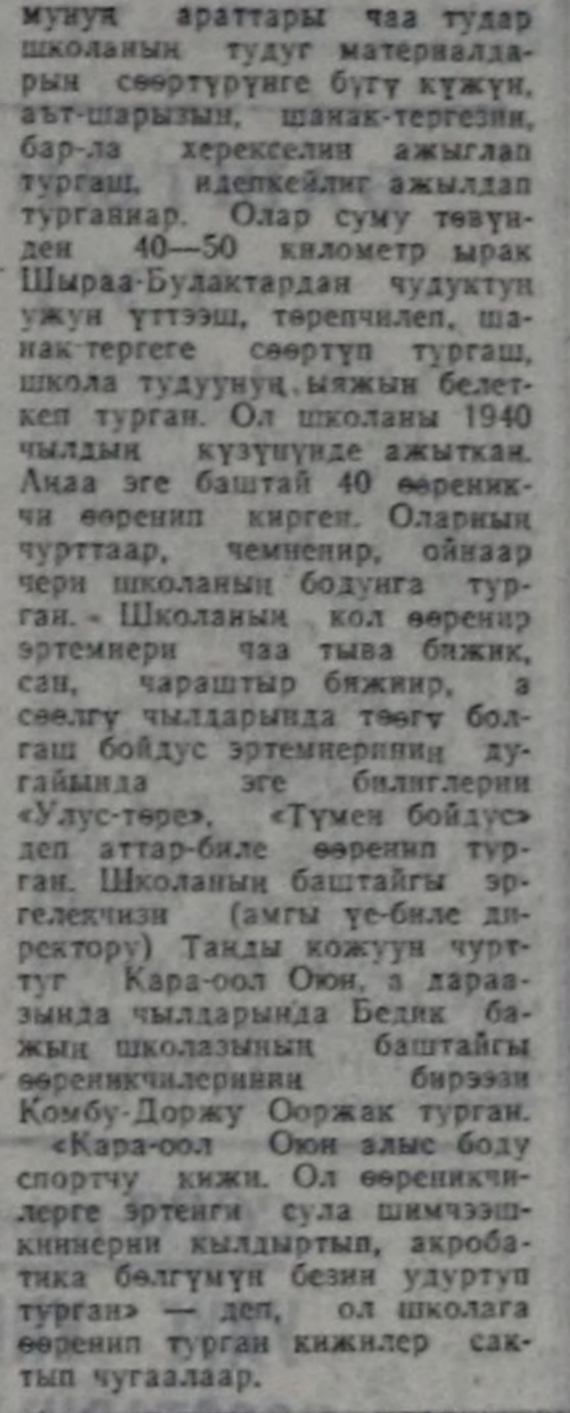 мунуң араттары чаа тудар
школаның тудуг материалда-
рын сөөртүрүнге бүгү күжүн,
аът-шарызын, шанак-тергезин,
бар-ла херекселин ажыглап
тургаш, идепкейлиг ажылдап
турганнар. Олар суму төвүн-
ден 40—50 километр ырак
Шыраа-Булактардан чудуктун
ужун үттээш, төрепчилеп, ша-
нак-тергеге сөөртүп тургаш,
школа тудуунуң ыяжын белет-
кеп турган. Ол школаны 1940
чылдың күзүнүнде ажыткан.
Аңаа эге баштай 40 өөреник-
чи өөренип кирген. Оларның
чурттаар, чемненир, ойнаар
чери школаның бодунга тур-
ган. Школаның кол өөренир
эртемнери чаа тыва бижик,
сан, чараштыр бижиир, а
сөөлгү чылдарында төөгү бол-
гаш бойдус эртемнериниң ду-
гайында эге билиглерни
«Улус-төре», «Түмен бойдус»
деп аттар-биле өөренип тур-
ган. Школаның баштайгы эр-
гелекчизи (амгы үе-биле ди-
ректору) Таңды кожуун чурт-
туг Кара-оол Оюн, а дараа-
зында чылдарында Бедик ба-
жың школазының баштайгы
өөреникчилериниң бирээзи
Комбу-Доржу Ооржак турган.
«Кара-оол Оюн алыс боду
спортчу кижи. Ол өөреникчи-
лерге эртенги сула шимчээш-
киннерни кылдыртып, акроба-
тика бөлгүмүн безин удуртуп
турган» — деп, ол школага
өөренип турган кижилер сак-
тып чугаалаар.